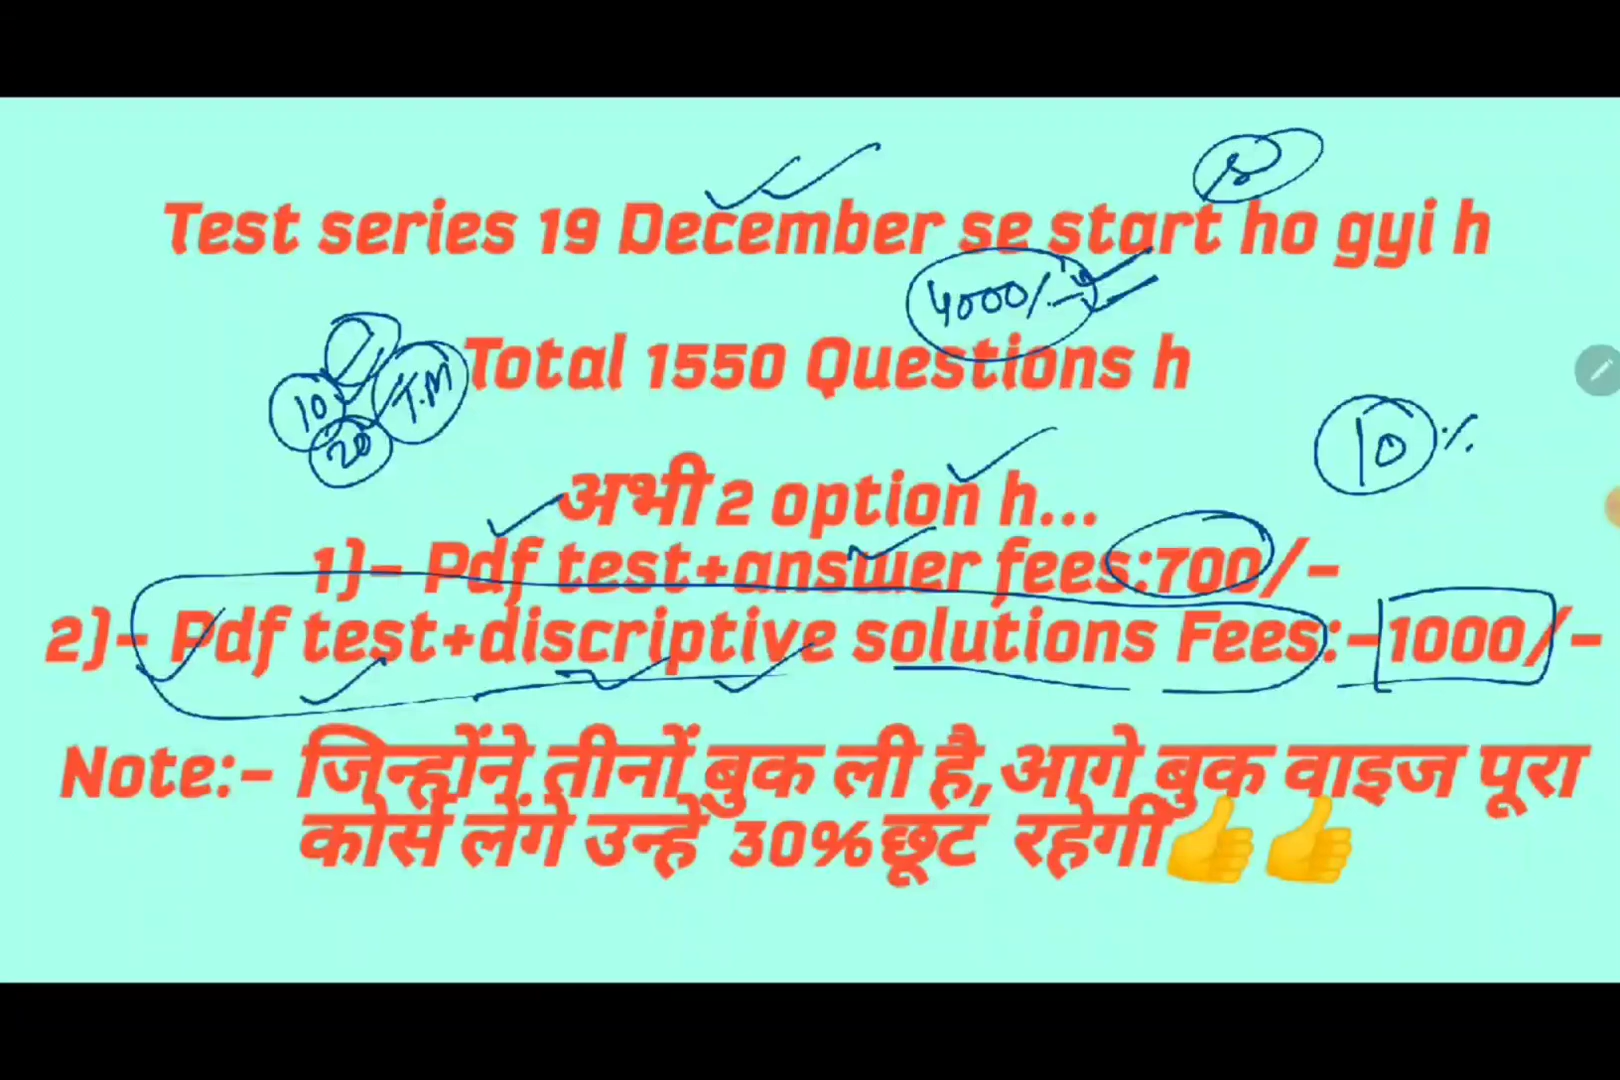 Test series 19 December se start ho gyi h
4000/-
Total 1550 Questions h
10
20
T.M
10%
अभी 2 option h...
1)- Pdf test+answer fees:700/-
2)- Pdf test+discriptive solutions Fees:-1000/-
Note:- जिन्होंने तीनों बुक ली है,आगे बुक वाइज पूरा
कोर्स लेंगे उन्हें 30%छूट रहेगी👍👍